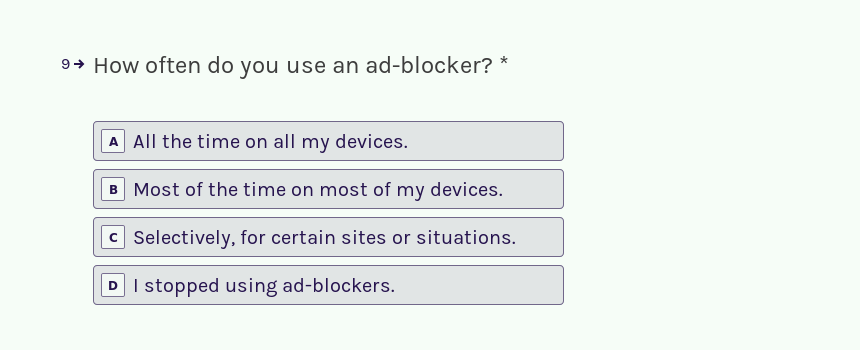 9→ How often do you use an ad-blocker? *
A All the time on all my devices.
B Most of the time on most of my devices.
C Selectively, for certain sites or situations.
D I stopped using ad-blockers.